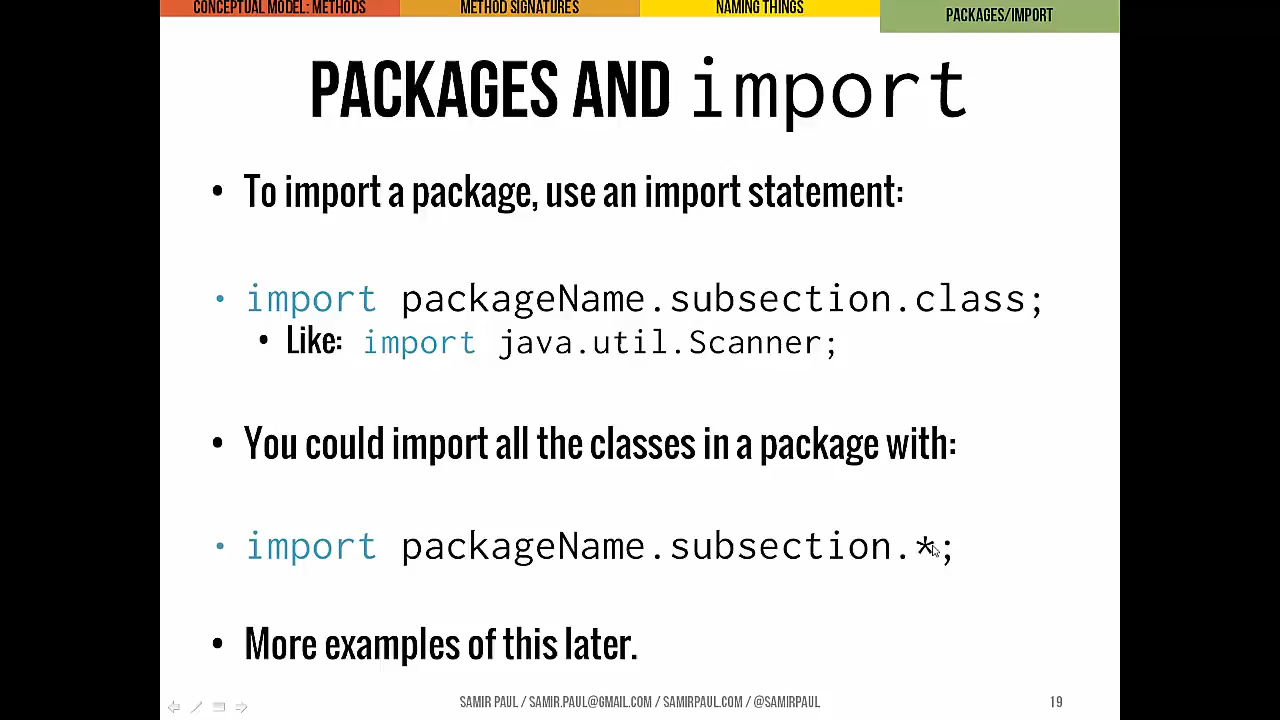 CONCEPTUAL MODEL: METHODS
METHOD SIGNATURES
NAMING THINGS
PACKAGES/IMPORT
PACKAGES AND import
• To import a package, use an import statement:
• import packageName.subsection.class;
• Like: import java.util.Scanner;
• You could import all the classes in a package with:
• import packageName.subsection.*;
• More examples of this later.
SAMIR PAUL / SAMIR.PAUL@GMAIL.COM / SAMIRPAUL.COM / @SAMIRPAUL
19